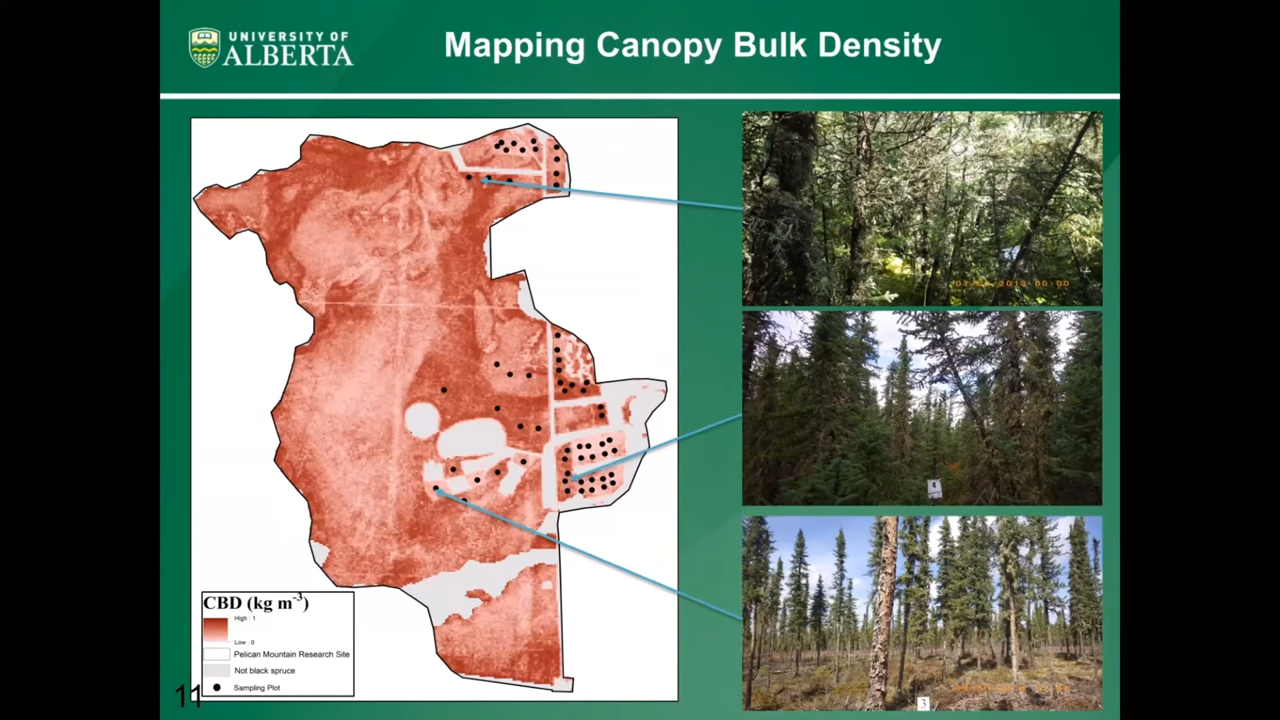 UNIVERSITY OF
ALBERTA
Mapping Canopy Bulk Density
CBD (kg m-3)
High : 1
Low : 0
Pelican Mountain Research Site
Not black spruce
Sampling Plot
11
3